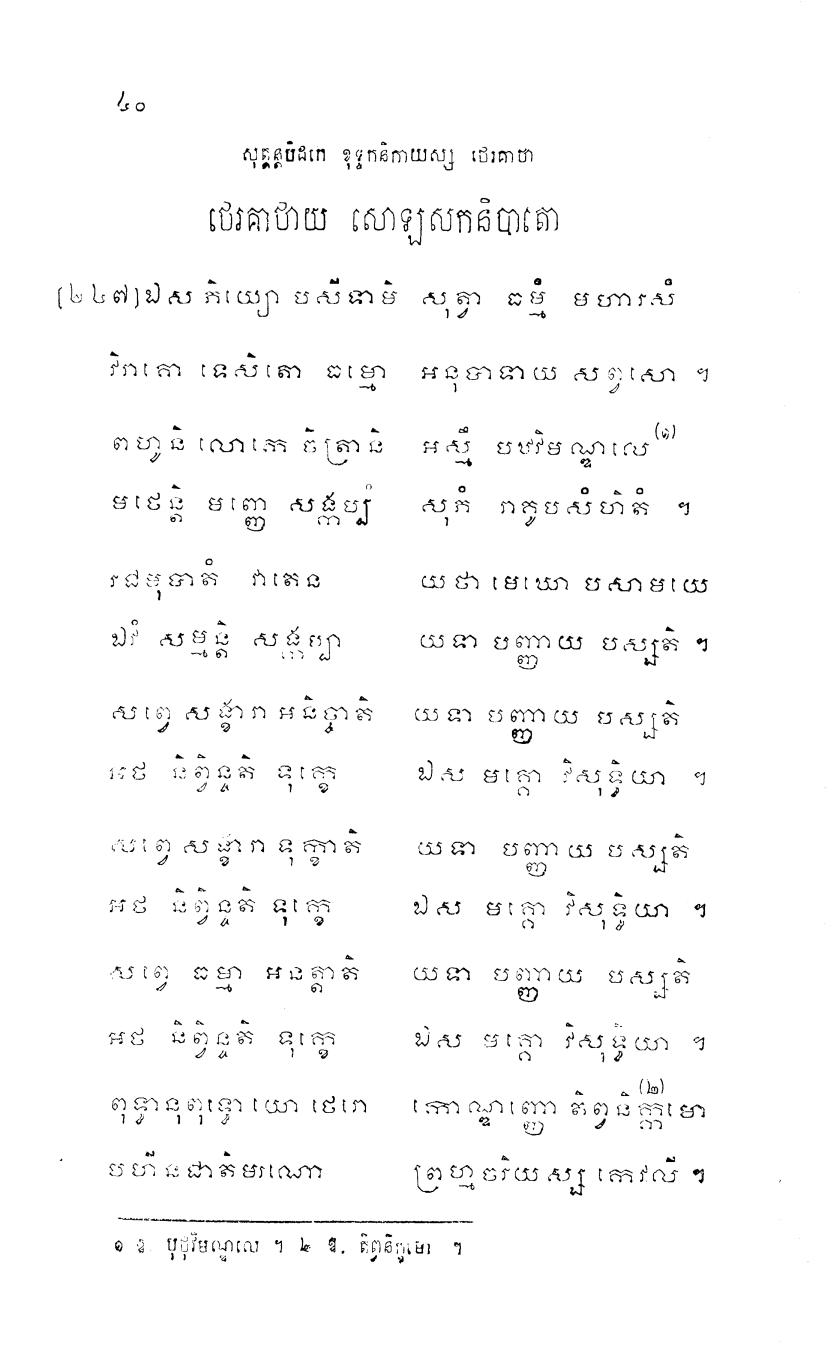 ៤០
សុត្តន្តបិដកេ ខុទ្ទកនិកាយស្ស ថេរគាថា
ថេរគាថាយ សោឡសកនិបាតោ
[២៤៧] ឯស ភិយ្យោ បសីទាមិ សុត្វា ធម្មំ មហារសំ
វិរាគោ ទេសិតោ ធម្មោ អនុបាទាយ សព្វសោ ។
ពហូនិ លោកេ ចិត្រានិ អស្មឹ បឋវិមណ្ឌលេ (១)
មថេន្តិ មញ្ញេ សង្កប្បំ សុភំ រាគូបសំហិតំ ។
រជមុបាតំ វាតេន យថា មេឃោ បសាមយេ
ឯវំ សម្មន្តិ សង្កប្បា យទា បញ្ញាយ បស្សតិ ។
សព្វេ សង្ខារា អនិច្ចាតិ យទា បញ្ញាយ បស្សតិ
អថ និព្វិន្ទតិ ទុក្ខេ ឯស មគ្គោ វិសុទ្ធិយា ។
សព្វេ សង្ខារា ទុក្ខាតិ យទា បញ្ញាយ បស្សតិ
អថ និព្វិន្ទតិ ទុក្ខេ ឯស មគ្គោ វិសុទ្ធិយា ។
សព្វេ ធម្មា អនត្តាតិ យទា បញ្ញាយ បស្សតិ
អថ និព្វិន្ទតិ ទុក្ខេ ឯស មគ្គោ វិសុទ្ធិយា ។
ពុទ្ធានុពុទ្ធោ យោ ថេរោ កោណ្ឌញ្ញោ តិព្វនិក្កមោ (២)
បហីនជាតិមរណោ ព្រហ្មចរិយស្ស កេវលី ។
១ ឱ. បុថុវិមណ្ឌលេ ។ ២ ឱ. តិព្វនិក្ខមោ ។